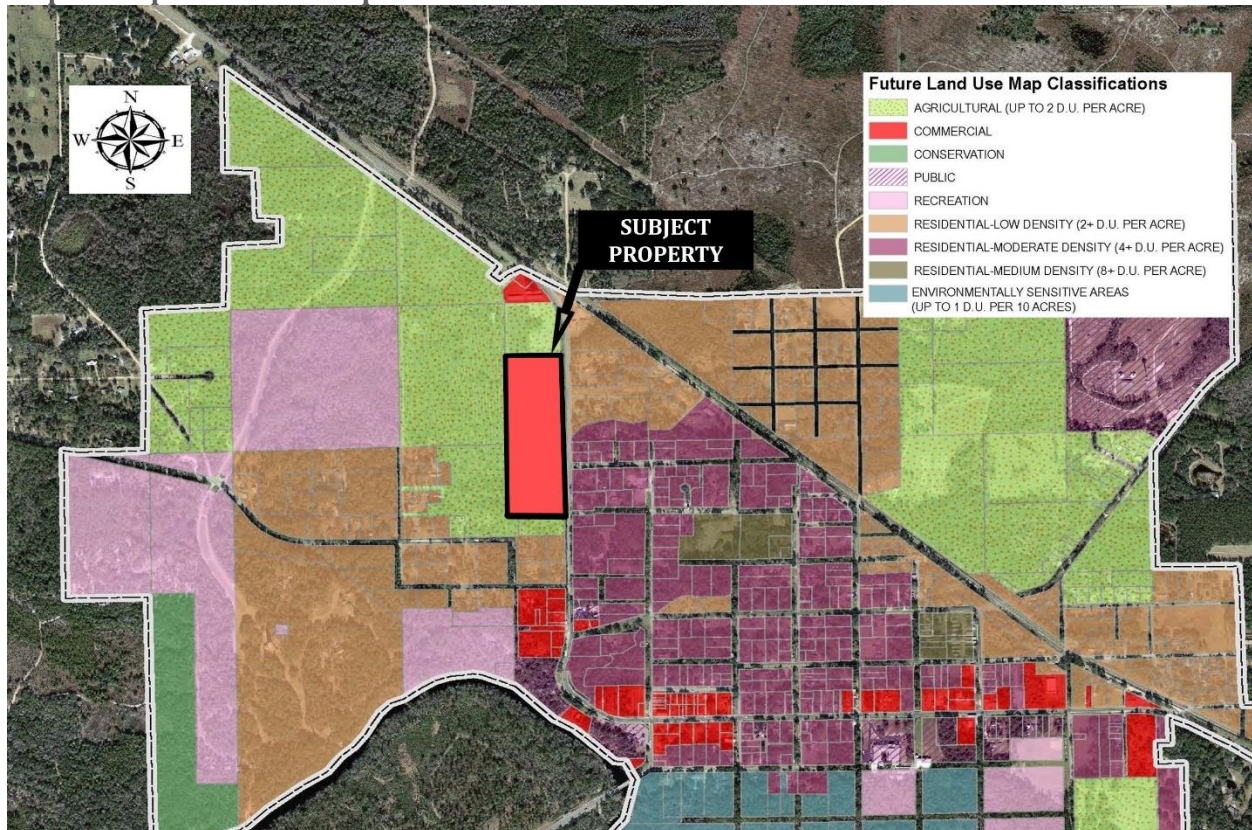 N
W E
S
SUBJECT
PROPERTY
Future Land Use Map Classifications
AGRICULTURAL (UP TO 2 D.U. PER ACRE)
COMMERCIAL
CONSERVATION
PUBLIC
RECREATION
RESIDENTIAL-LOW DENSITY (2+ D.U. PER ACRE)
RESIDENTIAL-MODERATE DENSITY (4+ D.U. PER ACRE)
RESIDENTIAL-MEDIUM DENSITY (8+ D.U. PER ACRE)
ENVIRONMENTALLY SENSITIVE AREAS
(UP TO 1 D.U. PER 10 ACRES)